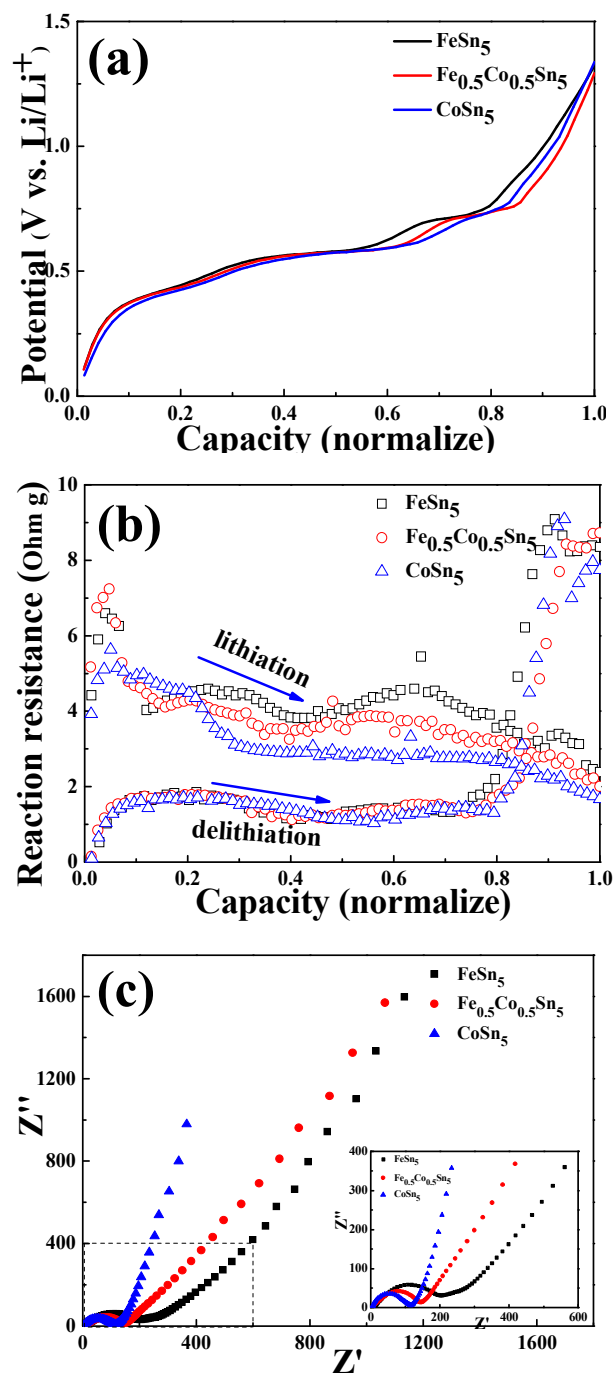 (a)
FeSn5
Fe0.5Co0.5Sn5
CoSn5
1.5
1.0
0.5
0.0
Potential (V vs. Li/Li+)
0.0 0.2 0.4 0.6 0.8 1.0
Capacity (normalize)
(b)
FeSn5
Fe0.5Co0.5Sn5
CoSn5
10
8
6
4
2
0
Reaction resistance (Ohm g)
lithiation
delithiation
0.0 0.2 0.4 0.6 0.8 1.0
Capacity (normalize)
(c)
FeSn5
Fe0.5Co0.5Sn5
CoSn5
1600
1200
800
400
0
Z''
0 400 800 1200 1600
Z'
FeSn5
Fe0.5Co0.5Sn5
CoSn5
400
300
200
100
0
Z''
0 100 200 300 400 500 600
Z'